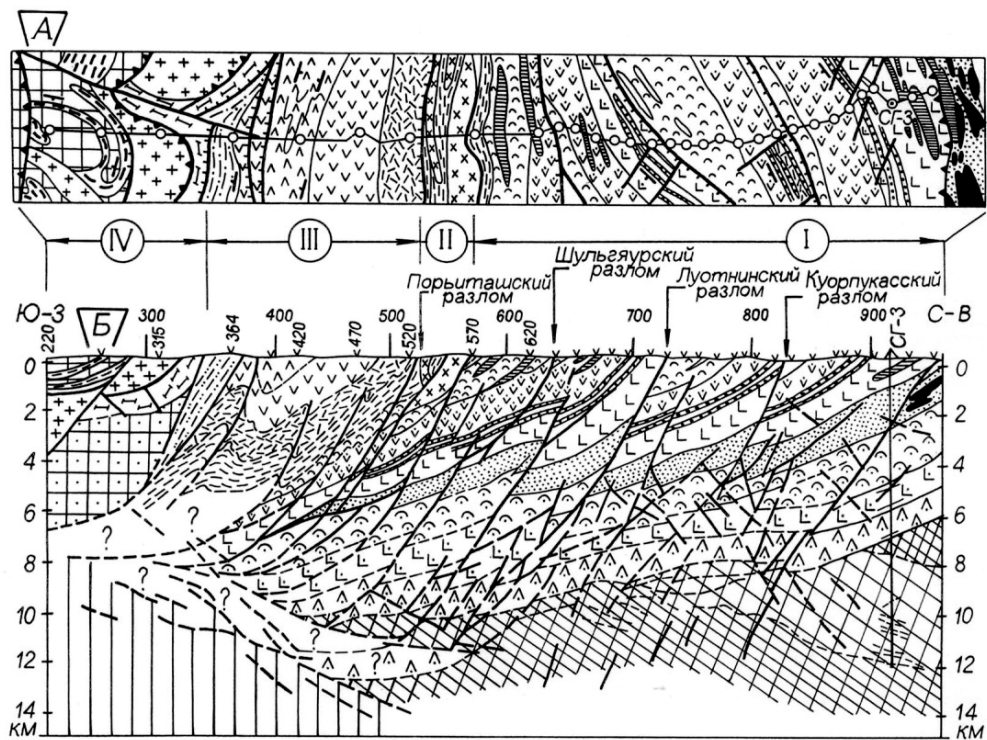 А
СГ-3
IV III II I
Шульгяурский
разлом
Порьиташский
разлом
Луотнинский
разлом
Куорпукасский
разлом
Ю-З
Б
С-В
220 300 315 364 400 420 470 500 520 570 600 620 700 800 900 СГ-3
0 0
2 2
4 4
6 6
? ?
8 8
? ?
10 10
? ?
12 12
14 14
км км